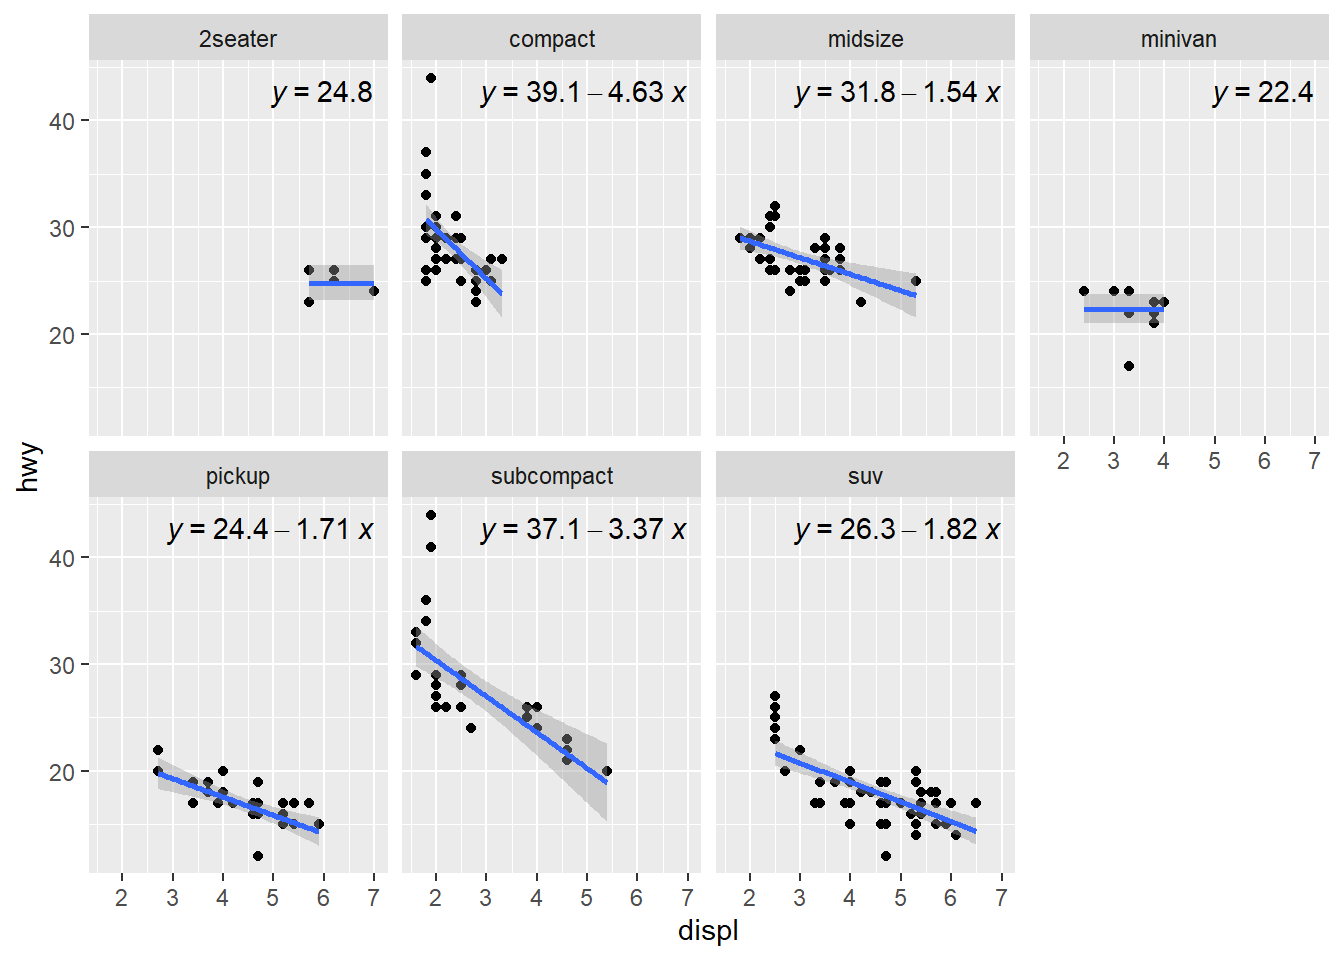 2seater
compact
midsize
minivan
y = 24.8
y = 39.1 − 4.63 x
y = 31.8 − 1.54 x
y = 22.4
40
30
20
2 3 4 5 6 7
hwy
pickup
subcompact
suv
y = 24.4 − 1.71 x
y = 37.1 − 3.37 x
y = 26.3 − 1.82 x
40
30
20
2 3 4 5 6 7
2 3 4 5 6 7
2 3 4 5 6 7
displ